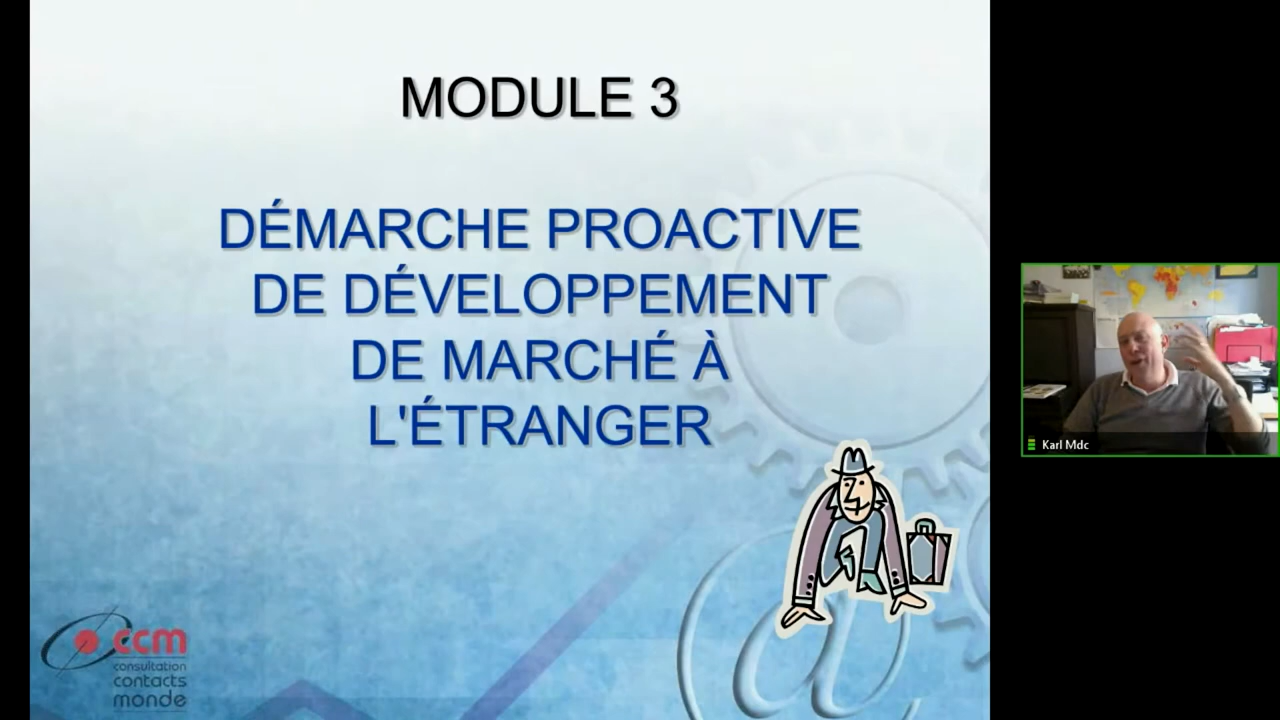 MODULE 3
DÉMARCHE PROACTIVE
DE DÉVELOPPEMENT
DE MARCHÉ À
L'ÉTRANGER
ccm
consultation
contacts
monde
Karl Mdc